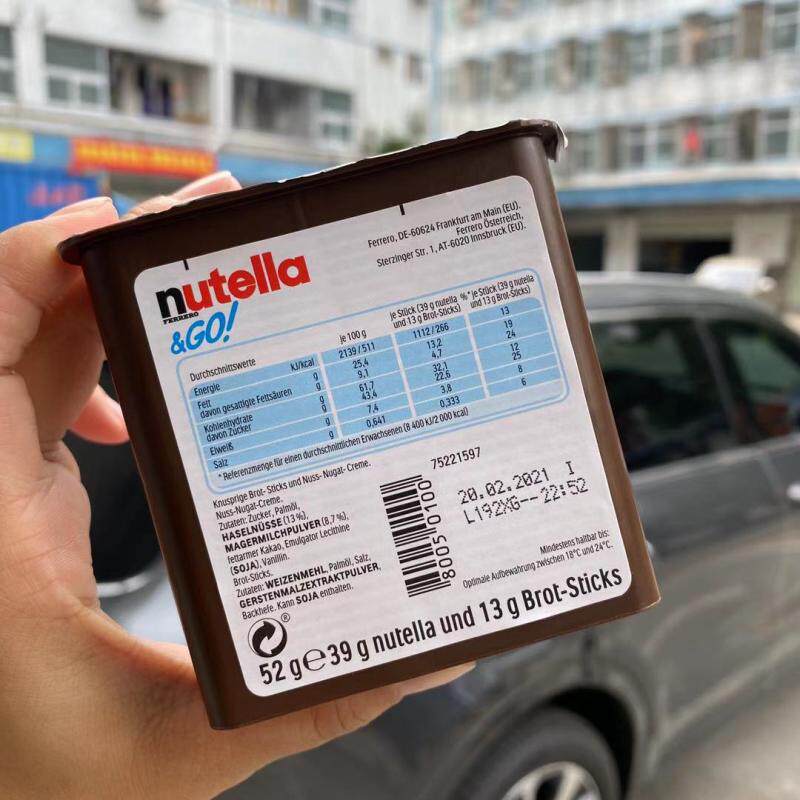 Ferrero, DE-60624 Frankfurt am Main (EU).
Ferrero Österreich,
Sterzinger Str. 1, AT-6020 Innsbruck (EU).
nutella
FERRERO
&GO!
Durchschnittswerte je 100 g je Stück (39 g nutella und 13 g Brot-Sticks) %* je Stück (39 g nutella und 13 g Brot-Sticks)
Energie kJ/kcal 2139/511 1112/266 13
Fett g 25,4 13,2 19
davon gesättigte Fettsäuren g 9,1 4,7 24
Kohlenhydrate g 61,7 32,1 12
davon Zucker g 43,4 22,6 25
Eiweiß g 7,4 3,8 8
Salz g 0,641 0,333 6
* Referenzmenge für einen durchschnittlichen Erwachsenen (8 400 kJ/2 000 kcal)
Knusprige Brot- Sticks und Nuss- Nugat- Creme.
Nuss-Nugat-Creme.
Zutaten: Zucker, Palmöl,
HASELNÜSSE (13 %),
MAGERMILCHPULVER (8,7 %),
fettarmer Kakao, Emulgator Lecithine
(SOJA), Vanillin.
Brot-Sticks.
Zutaten: WEIZENMEHL, Palmöl, Salz,
GERSTENMALZEXTRAKTPULVER,
Backhefe. Kann SOJA enthalten.
75221597
8005 0100
20.02.2021 I
L192XG-- 22:52
Mindestens haltbar bis:
Optimale Aufbewahrung zwischen 18°C und 24°C.
®
52 g e 39 g nutella und 13 g Brot-Sticks